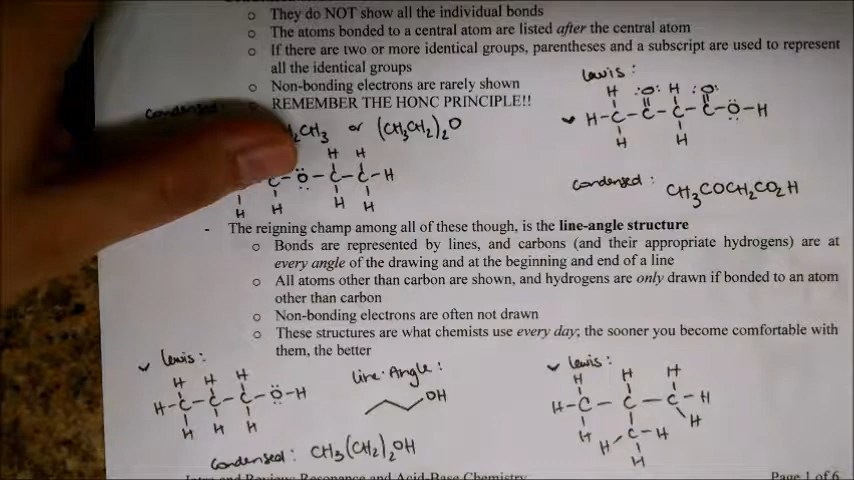 o They do NOT show all the individual bonds
o The atoms bonded to a central atom are listed after the central atom
o If there are two or more identical groups, parentheses and a subscript are used to represent
all the identical groups
o Non-bonding electrons are rarely shown
REMEMBER THE HONC PRINCIPLE!!
Lewis :
H :O: H :O:
H-C-C-C-C-Ö-H
H H
Condensed:
CH₃ or (CH₃CH₂)₂O
H H
C-Ö-C-C-H
H H H H
Condensed : CH₃COCH₂CO₂H
- The reigning champ among all of these though, is the line-angle structure
o Bonds are represented by lines, and carbons (and their appropriate hydrogens) are at
every angle of the drawing and at the beginning and end of a line
o All atoms other than carbon are shown, and hydrogens are only drawn if bonded to an atom
other than carbon
o Non-bonding electrons are often not drawn
o These structures are what chemists use every day; the sooner you become comfortable with
them, the better
Lewis :
H H H
H-C-C-C-Ö-H
H H H
Line-Angle :
OH
Condensed : CH₃(CH₂)₂OH
Lewis :
H H H
H-C-C-C-H
H H
H-C-H
H
Intro and Review: Resonance and Acid-Base Chemistry
Page 1 of 6